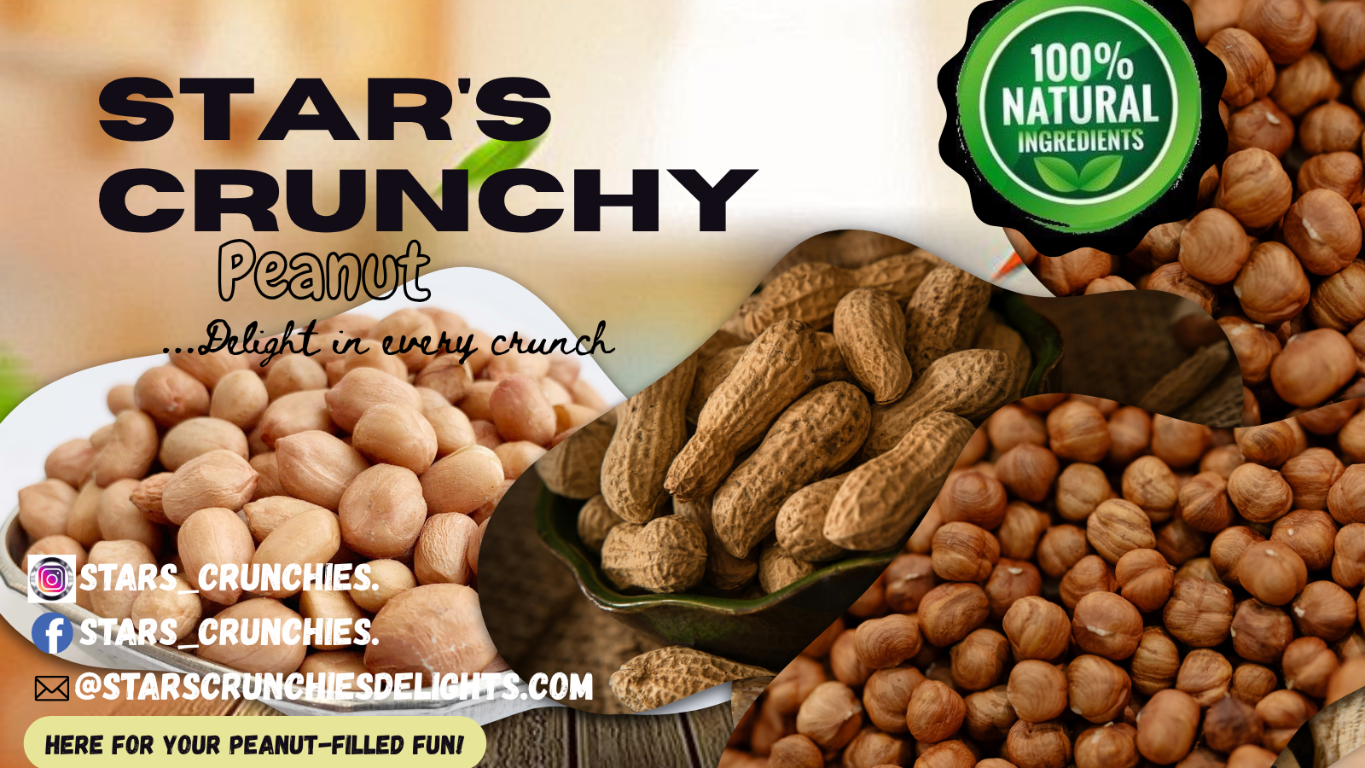 STAR'S
CRUNCHY
Peanut
...Delight in every crunch
100%
NATURAL
INGREDIENTS
STARS_CRUNCHIES.
STARS_CRUNCHIES.
@STARSCRUNCHIESDELIGHTS.COM
HERE FOR YOUR PEANUT-FILLED FUN!